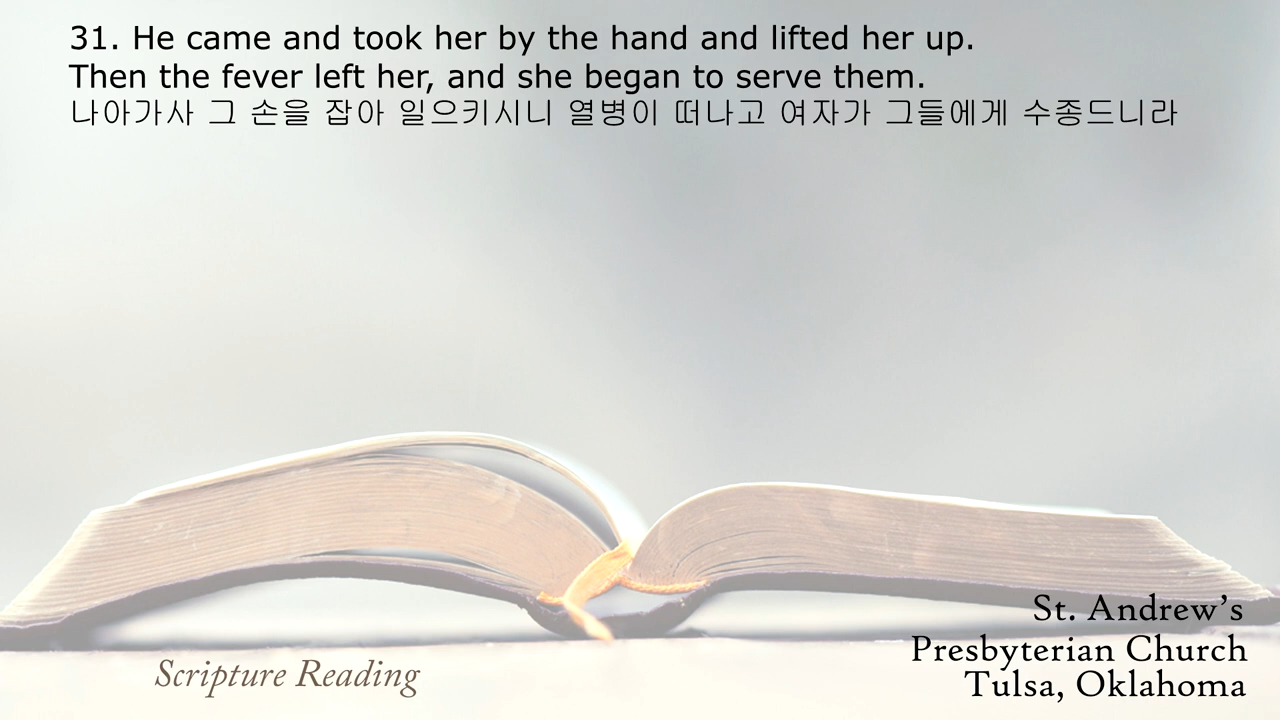 31. He came and took her by the hand and lifted her up.
Then the fever left her, and she began to serve them.
나아가사 그 손을 잡아 일으키시니 열병이 떠나고 여자가 그들에게 수종드니라
Scripture Reading
St. Andrew’s
Presbyterian Church
Tulsa, Oklahoma